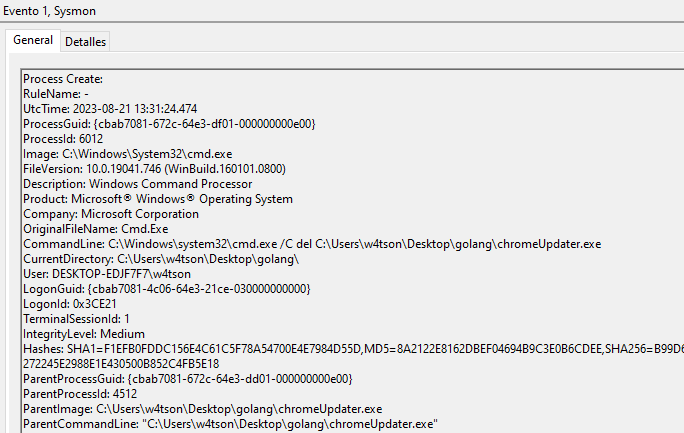 Evento 1, Sysmon
General Detalles
Process Create:
RuleName: -
UtcTime: 2023-08-21 13:31:24.474
ProcessGuid: {cbab7081-672c-64e3-df01-000000000e00}
ProcessId: 6012
Image: C:\Windows\System32\cmd.exe
FileVersion: 10.0.19041.746 (WinBuild.160101.0800)
Description: Windows Command Processor
Product: Microsoft® Windows® Operating System
Company: Microsoft Corporation
OriginalFileName: Cmd.Exe
CommandLine: C:\Windows\system32\cmd.exe /C del C:\Users\w4tson\Desktop\golang\chromeUpdater.exe
CurrentDirectory: C:\Users\w4tson\Desktop\golang\
User: DESKTOP-EDJF7F7\w4tson
LogonGuid: {cbab7081-4c06-64e3-21ce-030000000000}
LogonId: 0x3CE21
TerminalSessionId: 1
IntegrityLevel: Medium
Hashes: SHA1=F1EFB0FDDC156E4C61C5F78A54700E4E7984D55D,MD5=8A2122E8162DBEF04694B9C3E0B6CDEE,SHA256=B99D6
272245E2988E1E430500B852C4FB5E18
ParentProcessGuid: {cbab7081-672c-64e3-dd01-000000000e00}
ParentProcessId: 4512
ParentImage: C:\Users\w4tson\Desktop\golang\chromeUpdater.exe
ParentCommandLine: "C:\Users\w4tson\Desktop\golang\chromeUpdater.exe"